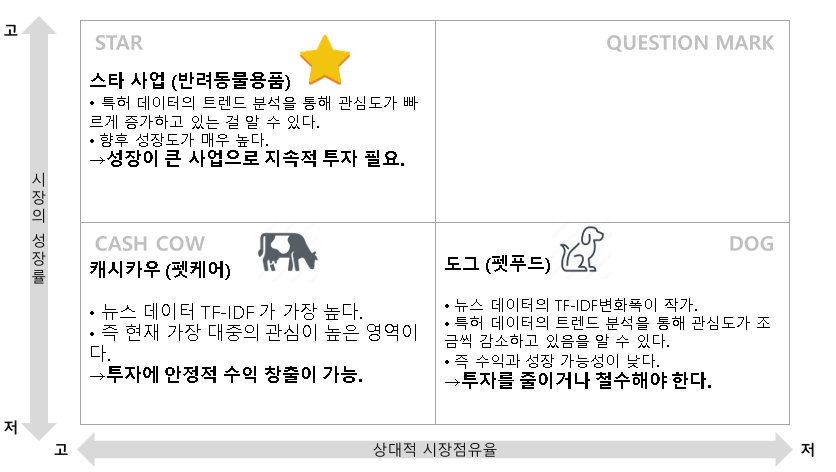 고
STAR
QUESTION MARK
스타 사업 (반려동물용품)
• 특허 데이터의 트렌드 분석을 통해 관심도가 빠
르게 증가하고 있는 걸 알 수 있다.
• 향후 성장도가 매우 높다.
→성장이 큰 사업으로 지속적 투자 필요.
시장의 성장률
CASH COW
캐시카우 (펫케어)
• 뉴스 데이터 TF-IDF 가 가장 높다.
• 즉 현재 가장 대중의 관심이 높은 영역이
다.
→투자에 안정적 수익 창출이 가능.
DOG
도그 (펫푸드)
• 뉴스 데이터의 TF-IDF변화폭이 작가.
• 특허 데이터의 트렌드 분석을 통해 관심도가 조
금씩 감소하고 있음을 알 수 있다.
• 즉 수익과 성장 가능성이 낮다.
→투자를 줄이거나 철수해야 한다.
저
고
상대적 시장점유율
저